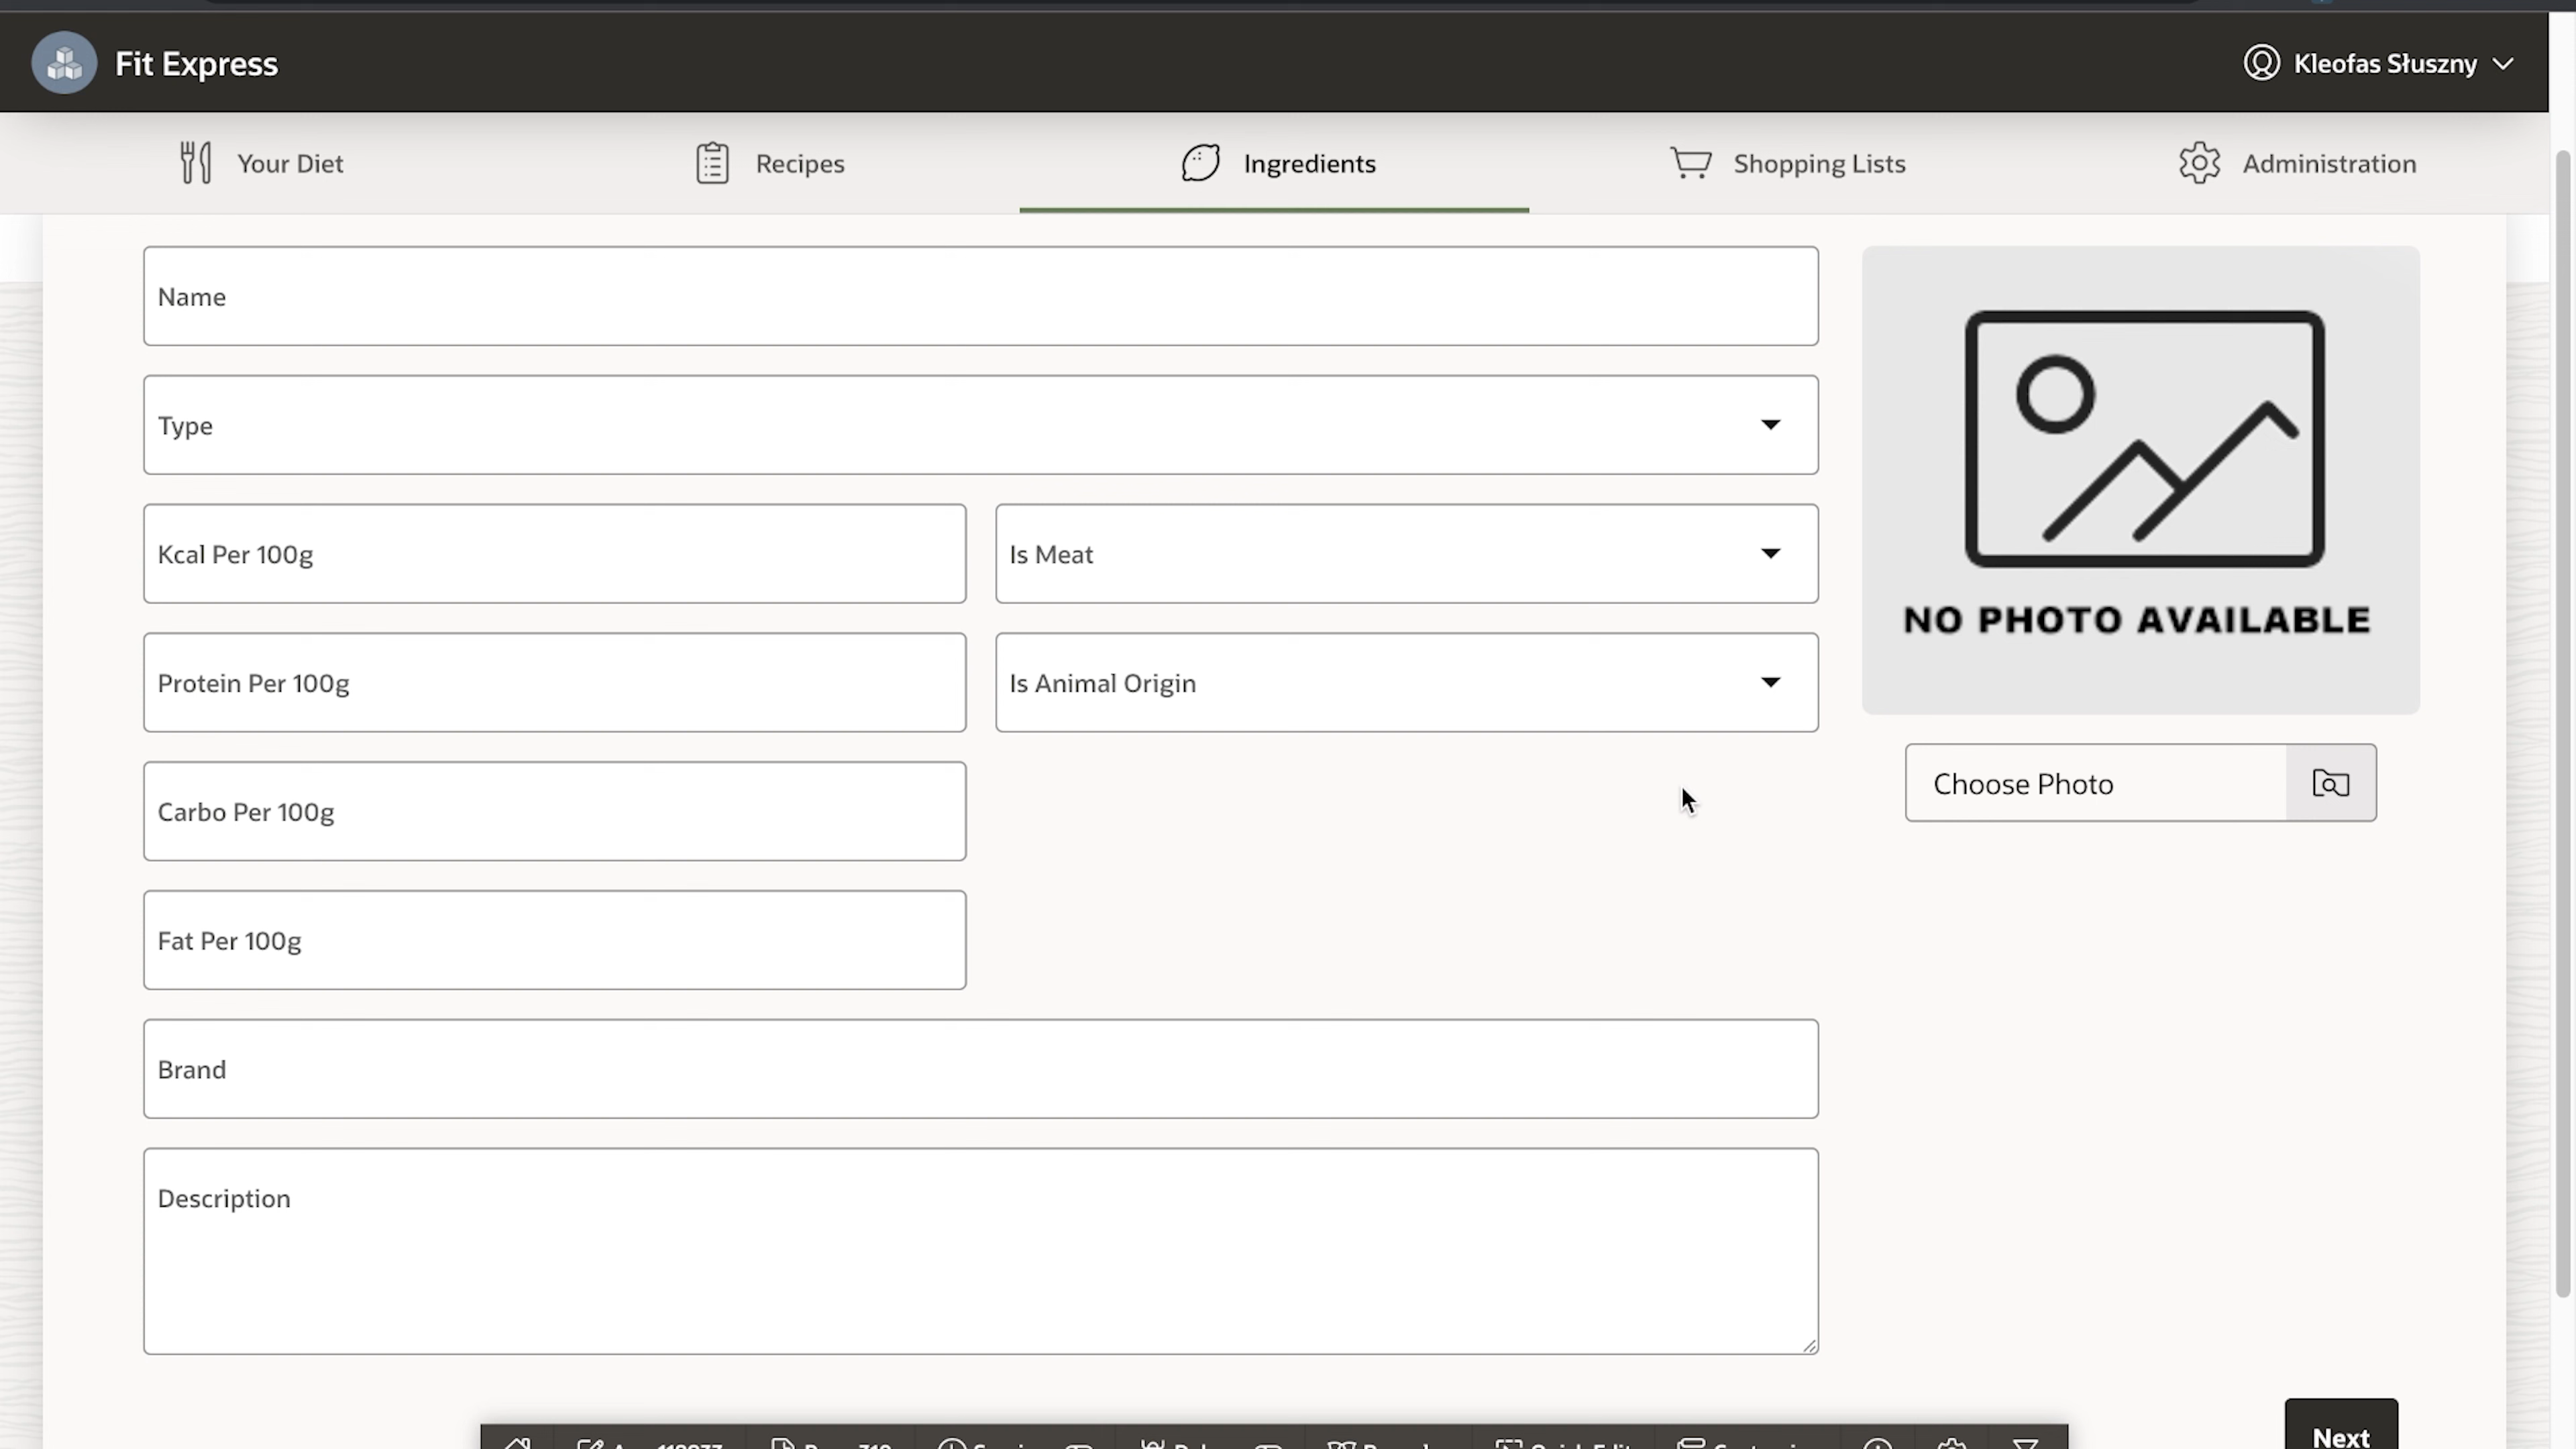 Fit Express
Kleofas Słuszny
Your Diet
Recipes
Ingredients
Shopping Lists
Administration
Name
Type
Kcal Per 100g
Is Meat
Protein Per 100g
Is Animal Origin
Carbo Per 100g
Fat Per 100g
Brand
Description
NO PHOTO AVAILABLE
Choose Photo
Next